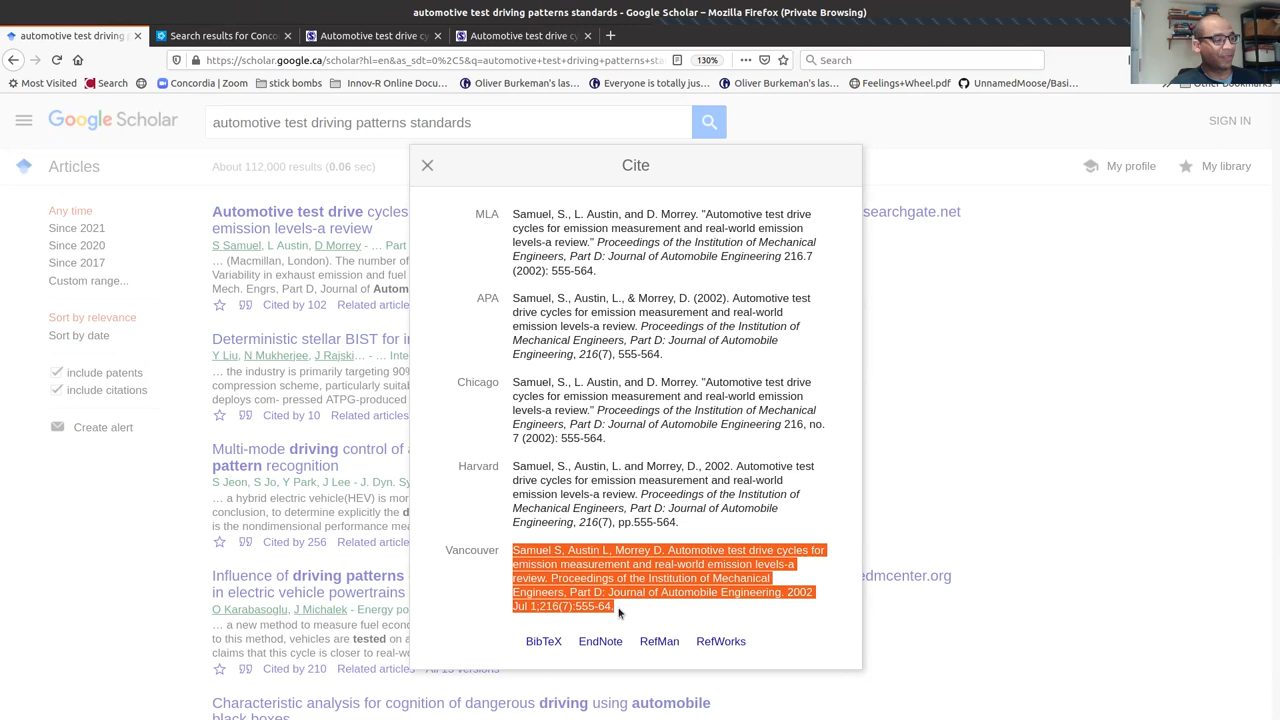 automotive test driving patterns standards - Google Scholar – Mozilla Firefox (Private Browsing)
automotive test driving p
Search results for Conco
Automotive test drive cy
Automotive test drive cy
https://scholar.google.ca/scholar?hl=en&as_sdt=0%2C5&q=automotive+test+driving+patterns+sta
130%
Search
Most Visited
Search
Concordia | Zoom
stick bombs
Innov-R Online Docu...
Oliver Burkeman's las...
Everyone is totally jus...
Oliver Burkeman's las...
Feelings+Wheel.pdf
UnnamedMoose/Basi...
Other Bookmarks
Google Scholar
automotive test driving patterns standards
SIGN IN
Articles
About 112,000 results (0.06 sec)
My profile
My library
Any time
Since 2021
Since 2020
Since 2017
Custom range...
Sort by relevance
Sort by date
include patents
include citations
Create alert
Automotive test drive cycles
emission levels-a review
S Samuel, L Austin, D Morrey - … Part
… (Macmillan, London). The number of
Variability in exhaust emission and fuel
Mech. Engrs, Part D, Journal of Autom
Cited by 102 Related article
searchgate.net
Deterministic stellar BIST for i
Y Liu, N Mukherjee, J Rajski… - … Inte
… the industry is primarily targeting 90%
compression scheme, particularly suital
deploys com- pressed ATPG-produced
Cited by 10 Related articles
Multi-mode driving control of a
pattern recognition
S Jeon, S Jo, Y Park, J Lee - J. Dyn. Sy
… a hybrid electric vehicle(HEV) is mor
conclusion, to determine explicitly the d
is the nondimensional performance mea
Cited by 256 Related article
Influence of driving patterns
in electric vehicle powertrains
O Karabasoglu, J Michalek - Energy po
… a new method to measure fuel econo
to this method, vehicles are tested on a
claims that this cycle is closer to real-wo
Cited by 210 Related articles All 15 versions
edmcenter.org
Characteristic analysis for cognition of dangerous driving using automobile
black boxes
Cite
MLA
Samuel, S., L. Austin, and D. Morrey. "Automotive test drive
cycles for emission measurement and real-world emission
levels-a review." Proceedings of the Institution of Mechanical
Engineers, Part D: Journal of Automobile Engineering 216.7
(2002): 555-564.
APA
Samuel, S., Austin, L., & Morrey, D. (2002). Automotive test
drive cycles for emission measurement and real-world
emission levels-a review. Proceedings of the Institution of
Mechanical Engineers, Part D: Journal of Automobile
Engineering, 216(7), 555-564.
Chicago
Samuel, S., L. Austin, and D. Morrey. "Automotive test drive
cycles for emission measurement and real-world emission
levels-a review." Proceedings of the Institution of Mechanical
Engineers, Part D: Journal of Automobile Engineering 216, no.
7 (2002): 555-564.
Harvard
Samuel, S., Austin, L. and Morrey, D., 2002. Automotive test
drive cycles for emission measurement and real-world
emission levels-a review. Proceedings of the Institution of
Mechanical Engineers, Part D: Journal of Automobile
Engineering, 216(7), pp.555-564.
Vancouver
Samuel S, Austin L, Morrey D. Automotive test drive cycles for
emission measurement and real-world emission levels-a
review. Proceedings of the Institution of Mechanical
Engineers, Part D: Journal of Automobile Engineering. 2002
Jul 1;216(7):555-64.
BibTeX EndNote RefMan RefWorks